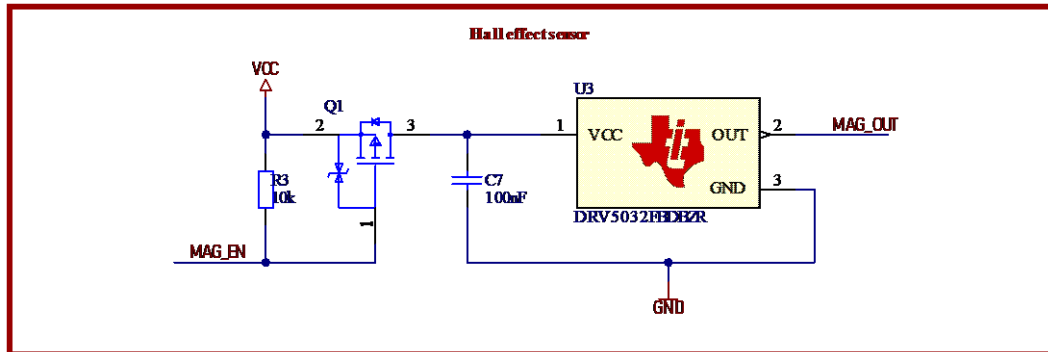 Hall effect sensor
VCC
Q1
2
3
R3
10k
1
MAG_EN
C7
100nF
U3
1
VCC
OUT
2
MAG_OUT
GND
3
DRV5032FBDBZR
GND